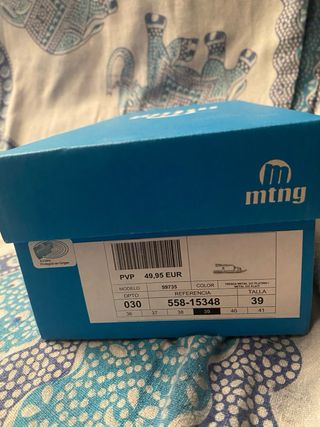 mtng
PVP 49,95 EUR
MODELO 59735 COLOR
DPTO REFERENCIA TALLA
030 558-15348 39
36 37 38 39 40 41